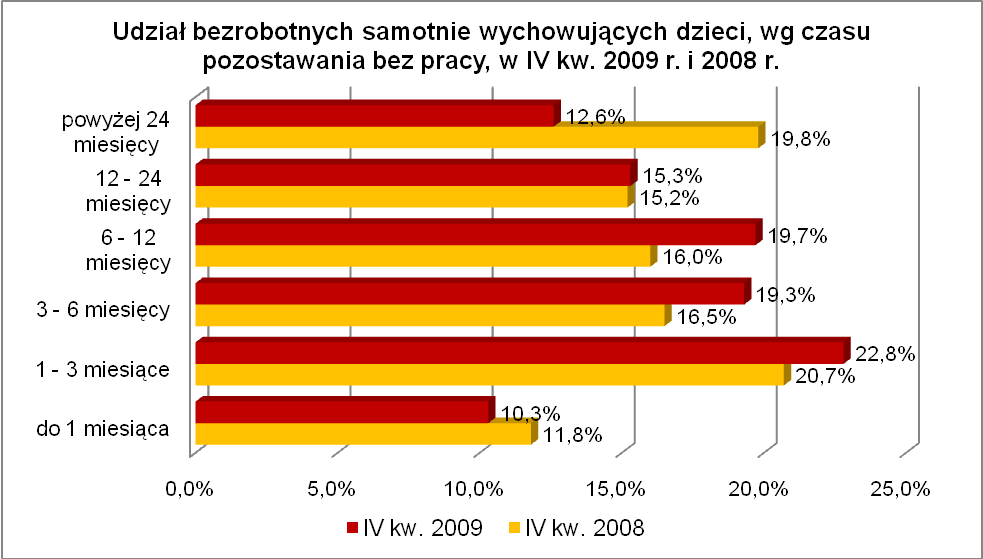 Udział bezrobotnych samotnie wychowujących dzieci, wg czasu
pozostawania bez pracy, w IV kw. 2009 r. i 2008 r.
powyżej 24
miesięcy
12,6%
19,8%
12 - 24
miesięcy
15,3%
15,2%
6 - 12
miesięcy
19,7%
16,0%
3 - 6 miesięcy
19,3%
16,5%
1 - 3 miesiące
22,8%
20,7%
do 1 miesiąca
10,3%
11,8%
0,0% 5,0% 10,0% 15,0% 20,0% 25,0%
IV kw. 2009 IV kw. 2008